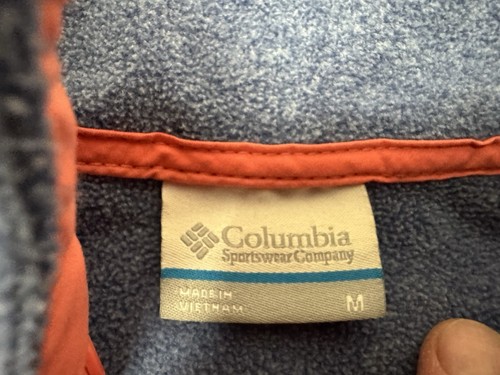 Columbia
Sportswear Company
MADE IN
VIETNAM
M